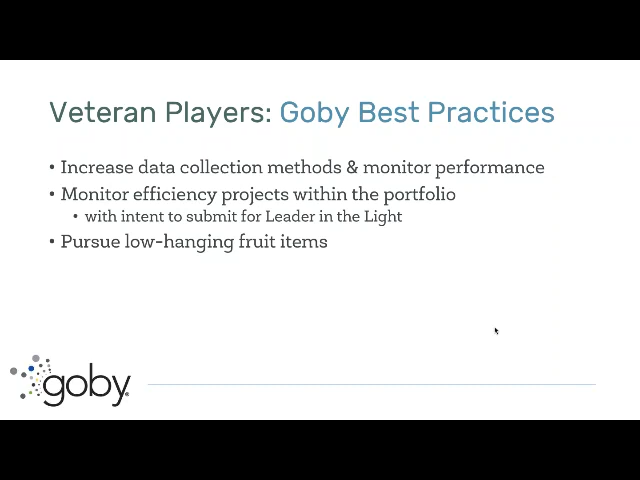 Veteran Players: Goby Best Practices
• Increase data collection methods & monitor performance
• Monitor efficiency projects within the portfolio
• with intent to submit for Leader in the Light
• Pursue low-hanging fruit items
goby